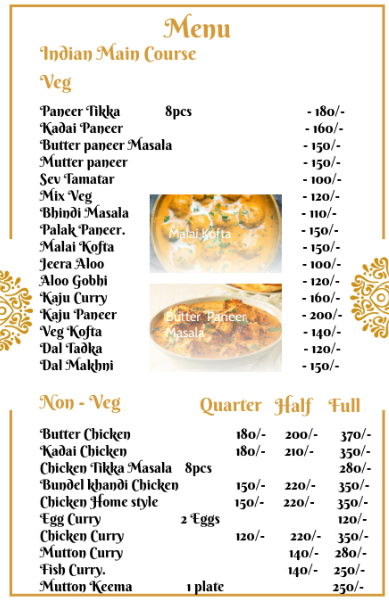 Menu
Indian Main Course
Veg
Paneer Tikka 8pcs - 180/-
Kadai Paneer - 160/-
Butter paneer Masala - 150/-
Mutter paneer - 150/-
Sev Tamatar - 100/-
Mix Veg - 120/-
Bhindi Masala - 110/-
Palak Paneer. - 150/-
Malai Kofta - 150/-
Jeera Aloo - 100/-
Aloo Gobhi - 120/-
Kaju Curry - 160/-
Kaju Paneer - 200/-
Veg Kofta - 140/-
Dal Tadka - 120/-
Dal Makhni - 150/-
Malai Kofta
Butter Paneer
Masala
Non - Veg Quarter Half Full
Butter Chicken 180/- 200/- 370/-
Kadai Chicken 180/- 210/- 350/-
Chicken Tikka Masala 8pcs 280/-
Bundel khandi Chicken 150/- 220/- 350/-
Chicken Home style 150/- 220/- 350/-
Egg Curry 2 Eggs 120/-
Chicken Curry 120/- 220/- 350/-
Mutton Curry 140/- 280/-
Fish Curry. 140/- 250/-
Mutton Keema 1 plate 250/-